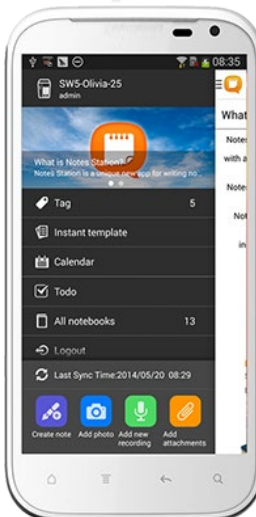 08:35
SW5-Olivia-25
admin
What is Notes Station?
Notes Station is a unique new app for writing no...
What
Note
with a
Note
Not
in
Tag 5
Instant template
Calendar
Todo
All notebooks 13
Logout
Last Sync Time:2014/05/20 08:29
Create note Add photo Add new recording Add attachments